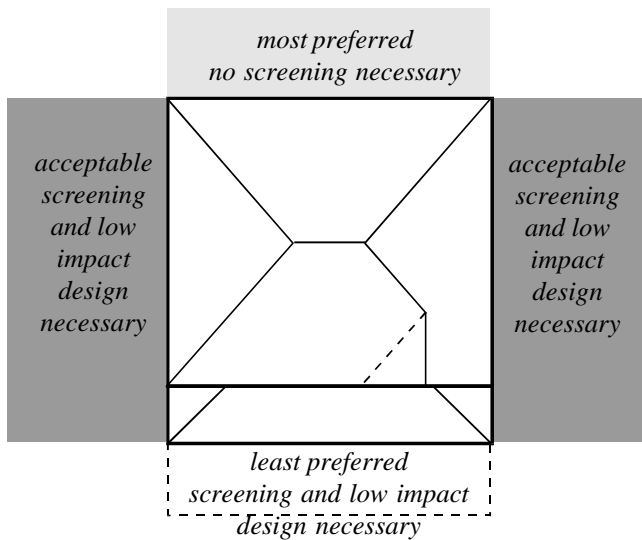 most preferred
no screening necessary
acceptable
screening
and low
impact
design
necessary
acceptable
screening
and low
impact
design
necessary
least preferred
screening and low impact
design necessary